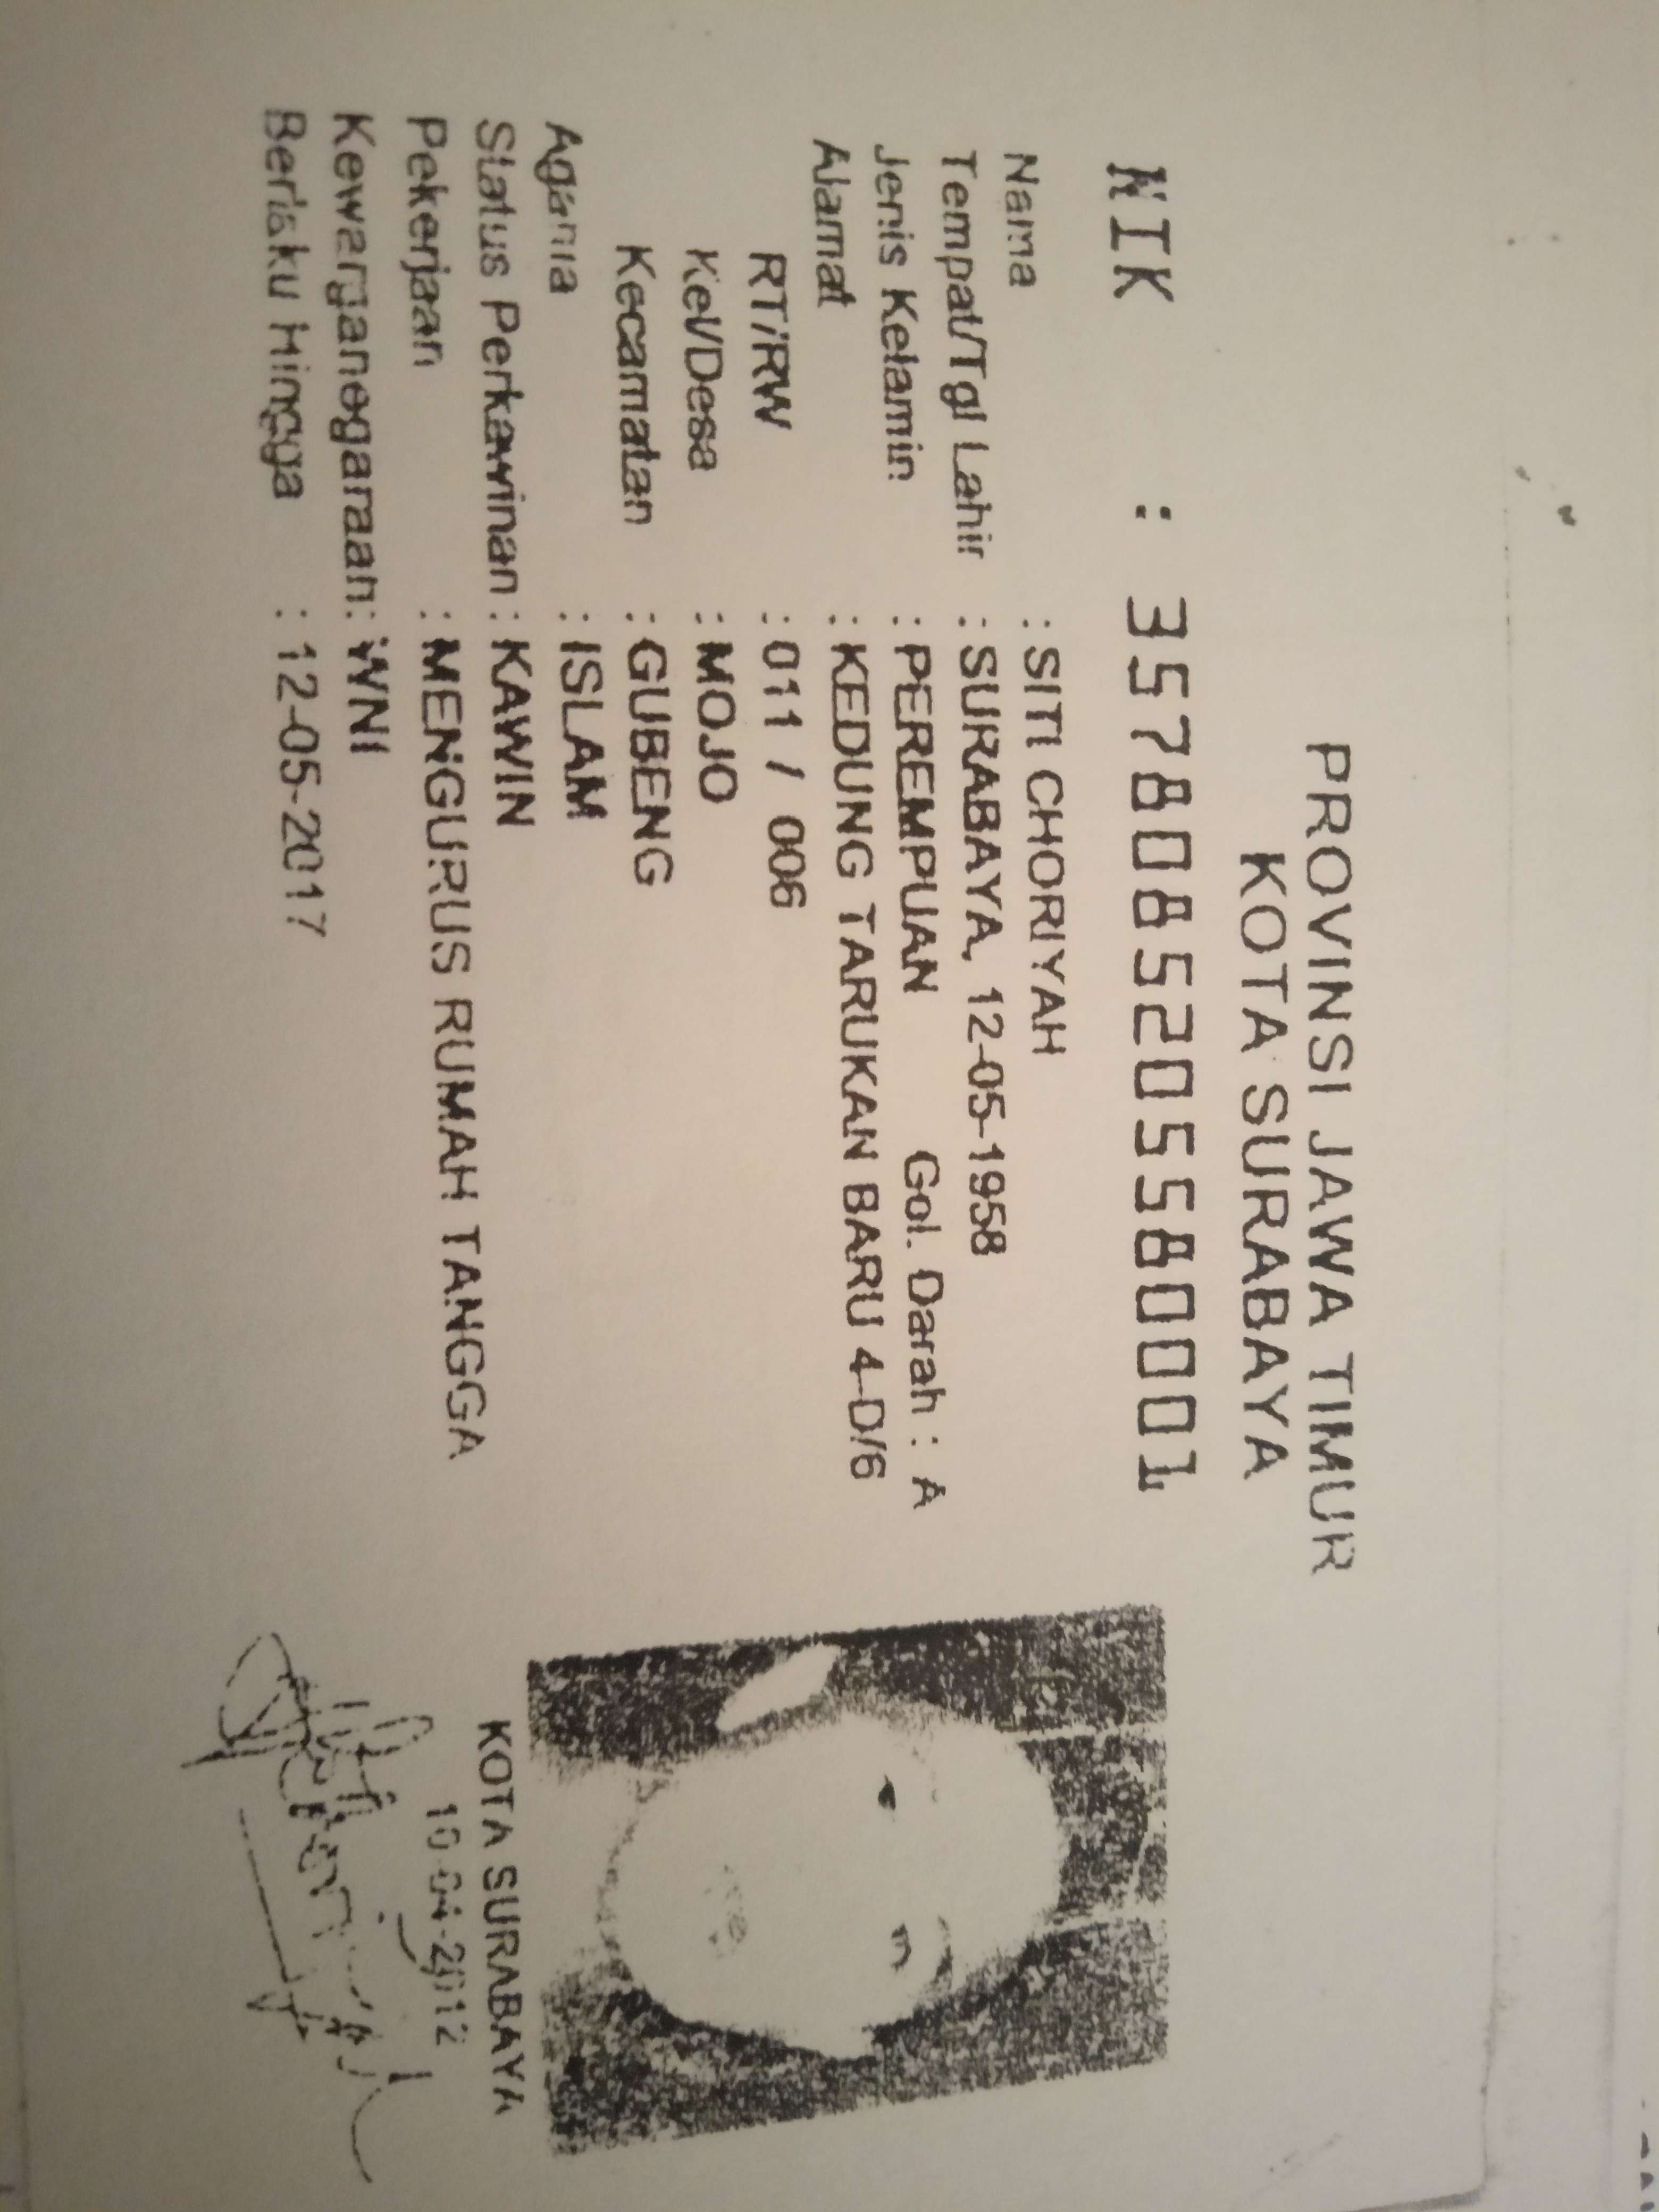 PROVINSI JAWA TIMUR
KOTA SURABAYA
NIK : 3578085205580001
Nama : SITI CHORIYAH
Tempat/Tgl Lahir : SURABAYA, 12-05-1958
Jenis Kelamin : PEREMPUAN Gol. Darah : A
Alamat : KEDUNG TARUKAN BARU 4-D/6
RT/RW : 011 / 006
Kel/Desa : MOJO
Kecamatan : GUBENG
Agama : ISLAM
Status Perkawinan : KAWIN
Pekerjaan : MENGURUS RUMAH TANGGA
Kewarganegaraan: WNI
Berlaku Hingga : 12-05-2017
KOTA SURABAYA
10-04-2012